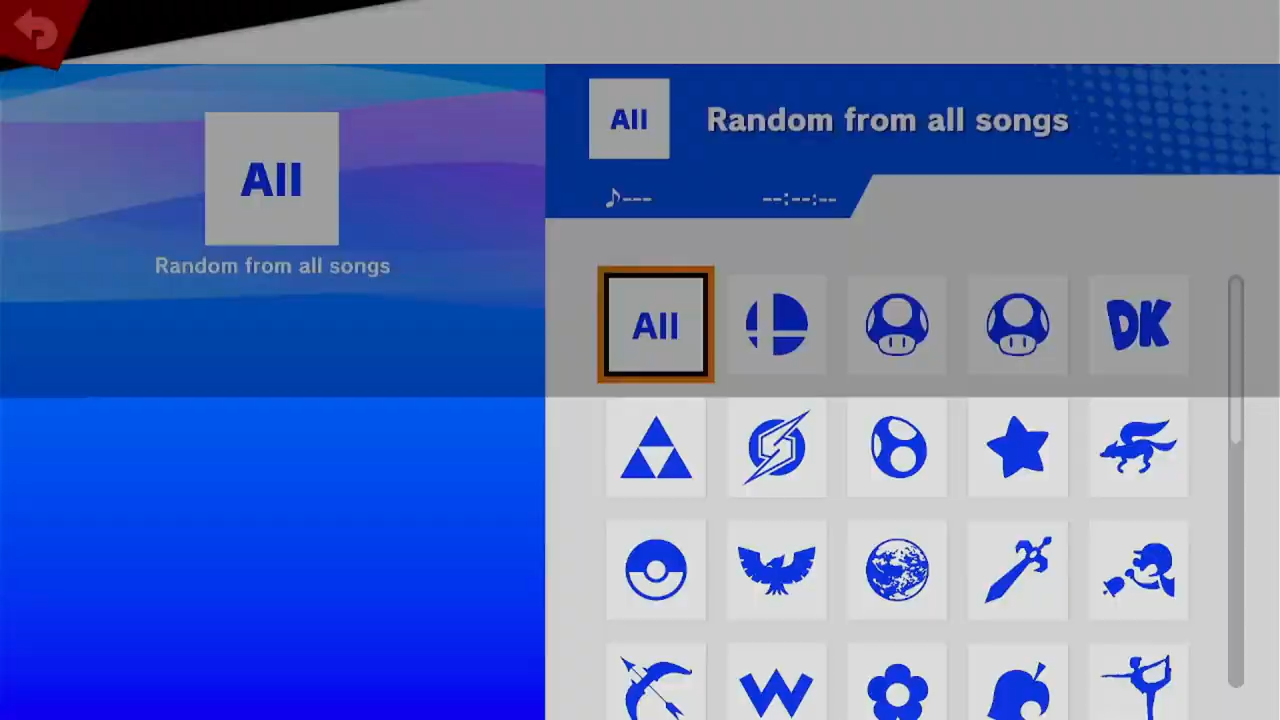 All
Random from all songs
All
Random from all songs
♪--- --:--:--
All
DK